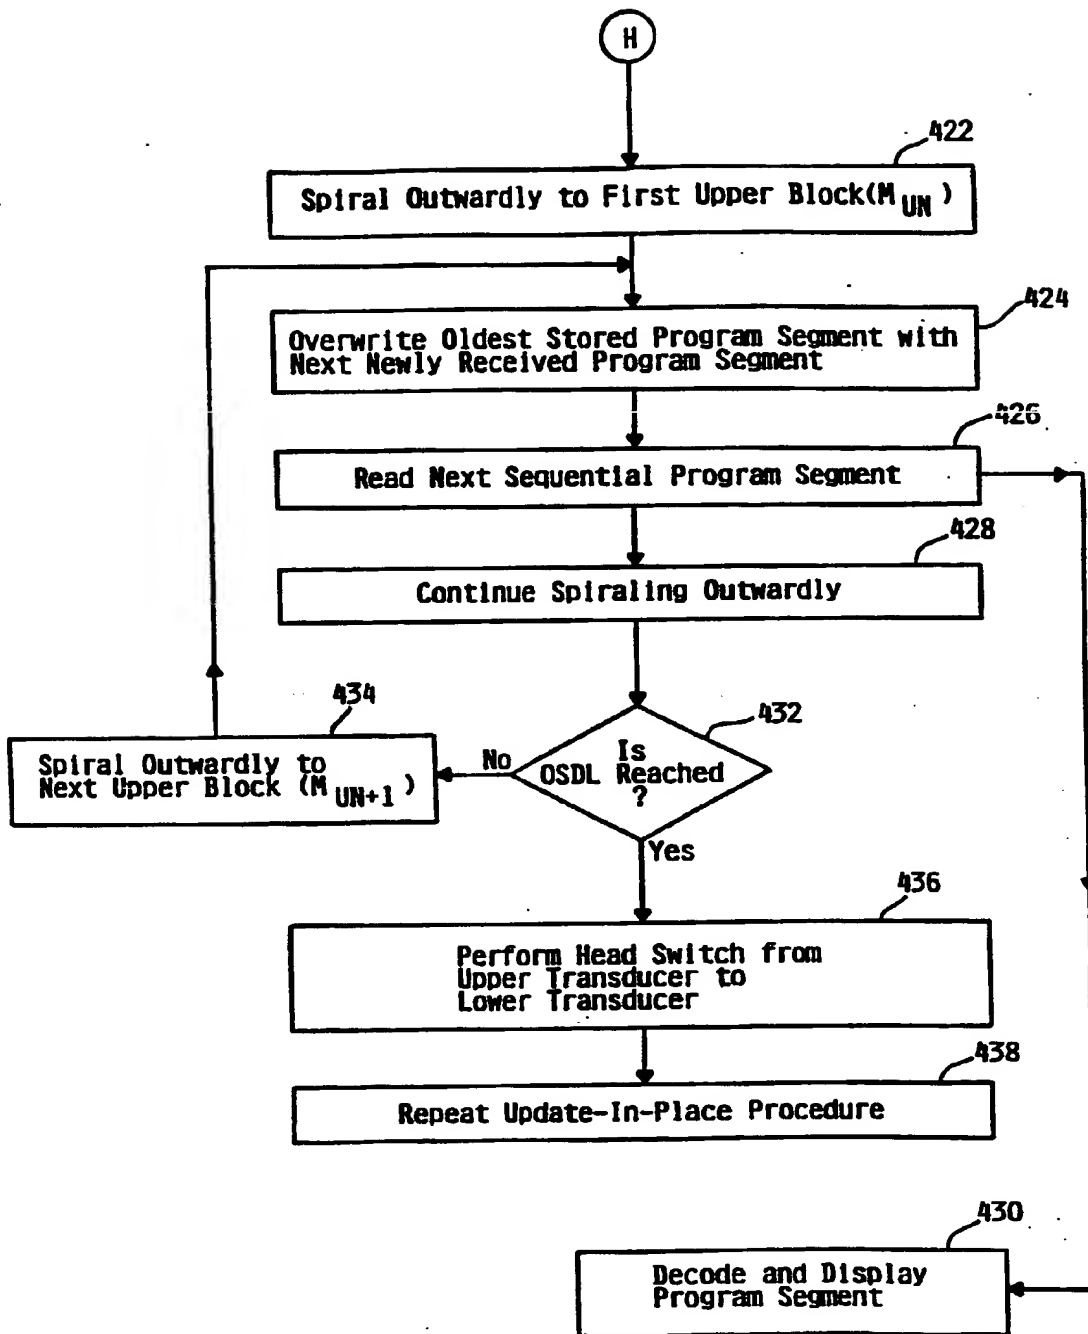 H
422
Spiral Outwardly to First Upper Block(M UN )
424
Overwrite Oldest Stored Program Segment with
Next Newly Received Program Segment
426
Read Next Sequential Program Segment
428
Continue Spiraling Outwardly
434
432
Spiral Outwardly to
Next Upper Block (M UN+1 )
No
Is
OSDL Reached
?
Yes
436
Perform Head Switch from
Upper Transducer to
Lower Transducer
438
Repeat Update-In-Place Procedure
430
Decode and Display
Program Segment